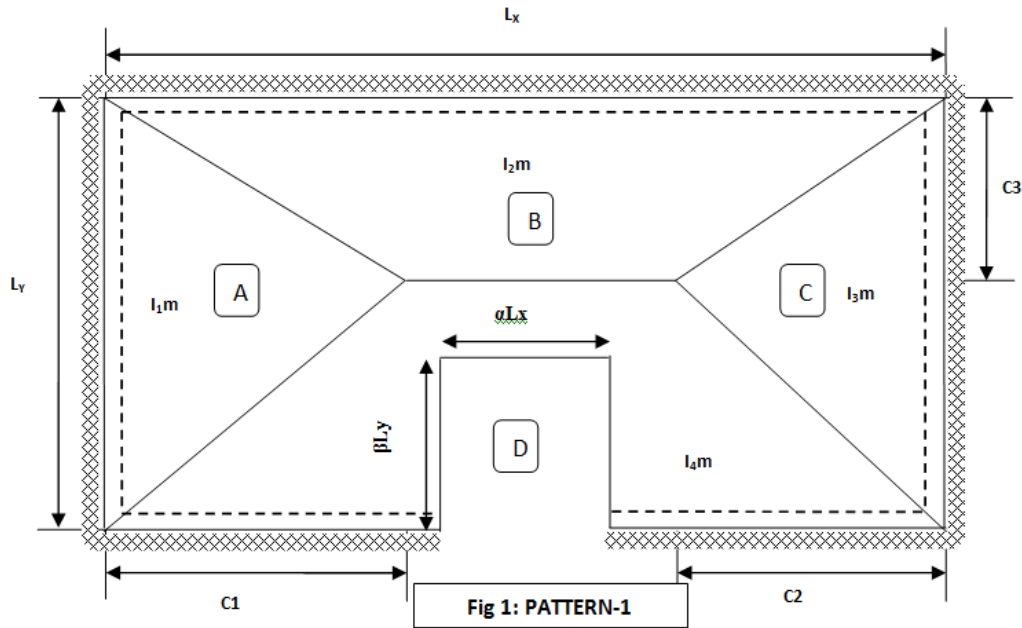 Lx
C3
I2m
B
LY
A
I1m
C
I3m
αLx
βLy
D
I4m
C1
C2
Fig 1: PATTERN-1